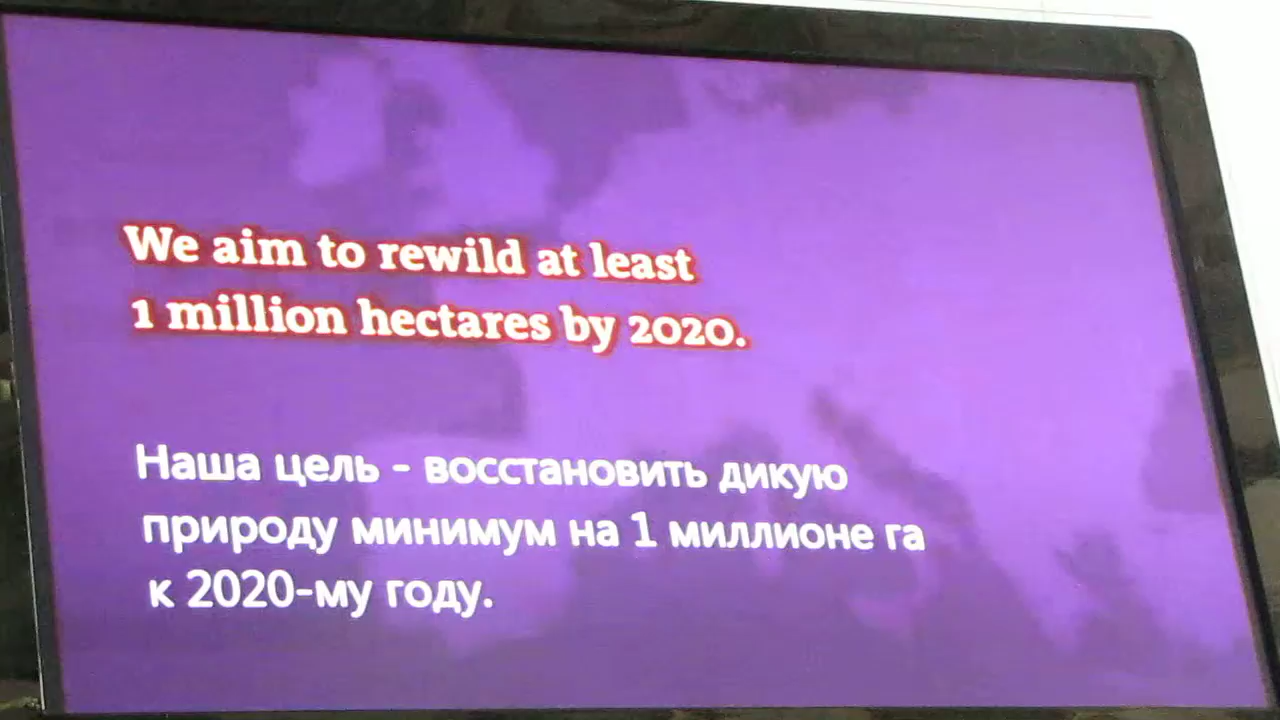 We aim to rewild at least
1 million hectares by 2020.
Наша цель - восстановить дикую
природу минимум на 1 миллионе га
к 2020-му году.